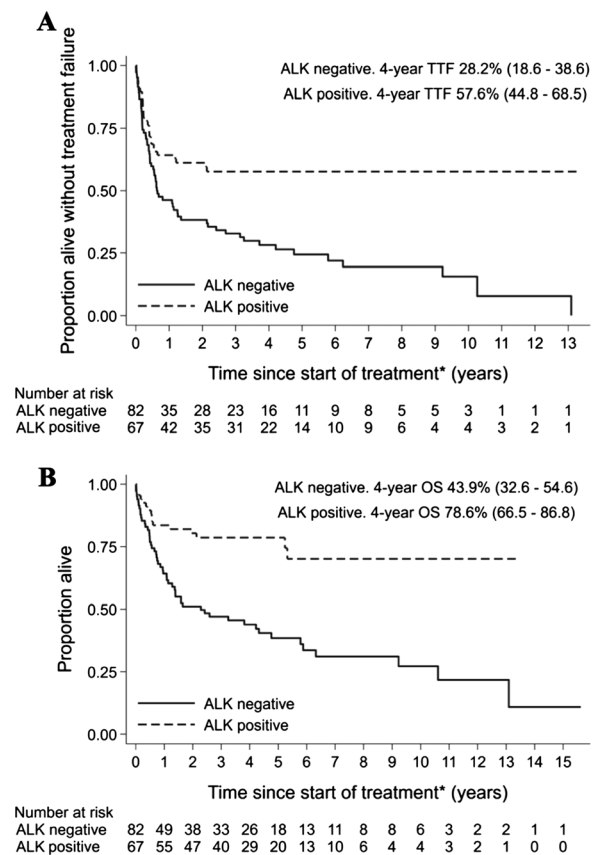 A
ALK negative. 4-year TTF 28.2% (18.6 - 38.6)
ALK positive. 4-year TTF 57.6% (44.8 - 68.5)
Proportion alive without treatment failure
1.00
0.75
0.50
0.25
0.00
ALK negative
ALK positive
0 1 2 3 4 5 6 7 8 9 10 11 12 13
Time since start of treatment* (years)
Number at risk
ALK negative 82 35 28 23 16 11 9 8 5 5 3 1 1 1
ALK positive 67 42 35 31 22 14 10 9 6 4 4 3 2 1
B
ALK negative. 4-year OS 43.9% (32.6 - 54.6)
ALK positive. 4-year OS 78.6% (66.5 - 86.8)
Proportion alive
1.00
0.75
0.50
0.25
0.00
ALK negative
ALK positive
0 1 2 3 4 5 6 7 8 9 10 11 12 13 14 15
Time since start of treatment* (years)
Number at risk
ALK negative 82 49 38 33 26 18 13 11 8 8 6 3 2 2 1 1
ALK positive 67 55 47 40 29 20 13 10 6 4 4 3 2 1 0 0